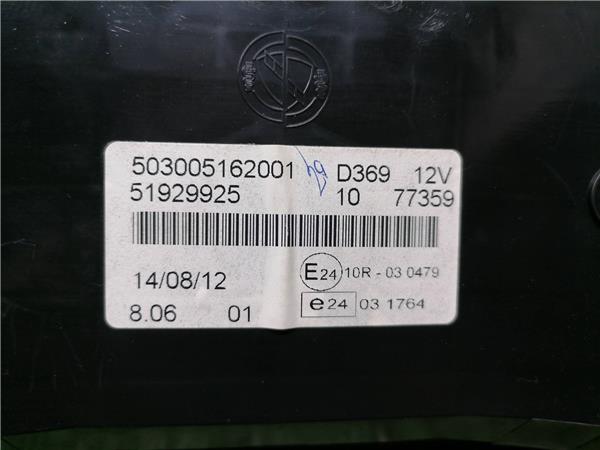 503005162001 D369 12V
51929925 10 77359
14/08/12 E24 10R - 03 0479
8.06 01 e24 03 1764